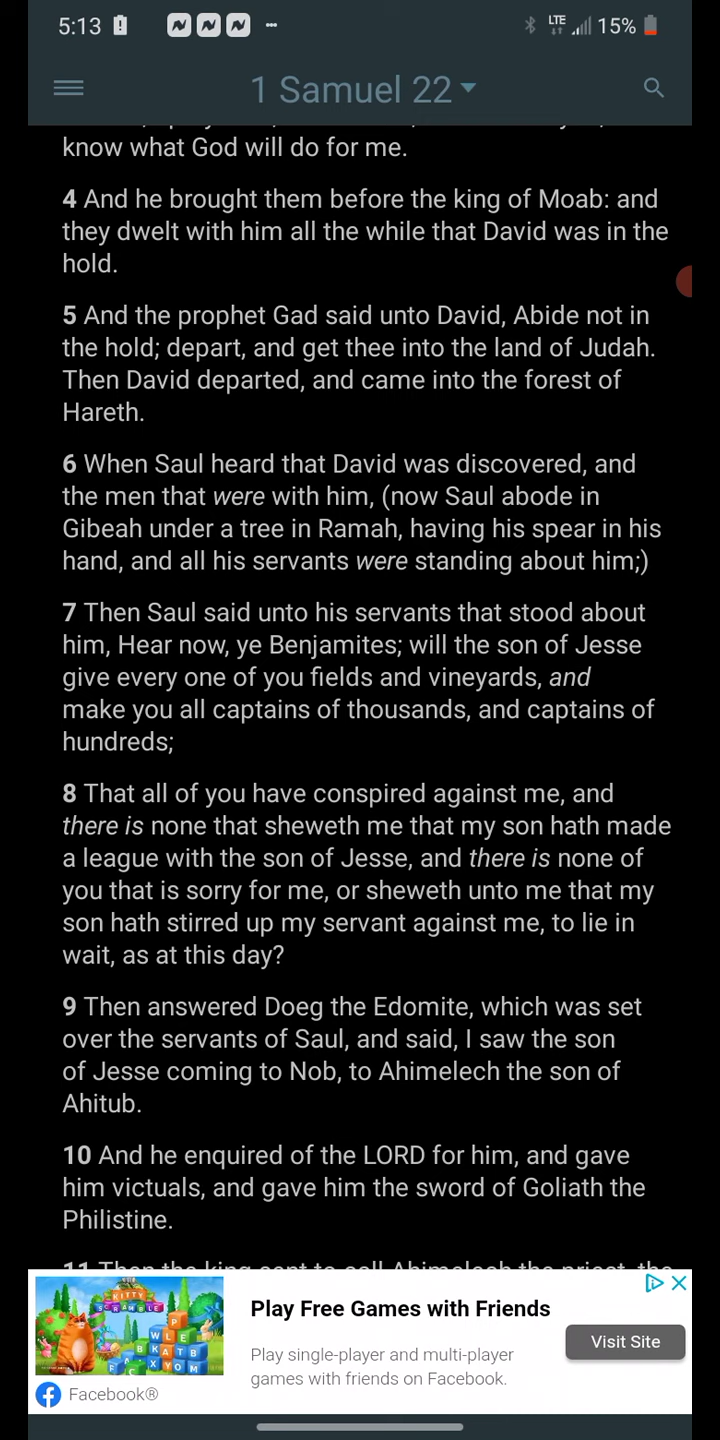 5:13
LTE 15%
1 Samuel 22
know what God will do for me.
4 And he brought them before the king of Moab: and
they dwelt with him all the while that David was in the
hold.
5 And the prophet Gad said unto David, Abide not in
the hold; depart, and get thee into the land of Judah.
Then David departed, and came into the forest of
Hareth.
6 When Saul heard that David was discovered, and
the men that were with him, (now Saul abode in
Gibeah under a tree in Ramah, having his spear in his
hand, and all his servants were standing about him;)
7 Then Saul said unto his servants that stood about
him, Hear now, ye Benjamites; will the son of Jesse
give every one of you fields and vineyards, and
make you all captains of thousands, and captains of
hundreds;
8 That all of you have conspired against me, and
there is none that sheweth me that my son hath made
a league with the son of Jesse, and there is none of
you that is sorry for me, or sheweth unto me that my
son hath stirred up my servant against me, to lie in
wait, as at this day?
9 Then answered Doeg the Edomite, which was set
over the servants of Saul, and said, I saw the son
of Jesse coming to Nob, to Ahimelech the son of
Ahitub.
10 And he enquired of the LORD for him, and gave
him victuals, and gave him the sword of Goliath the
Philistine.
11 Then the king sent to call Ahimelech the priest, the
KITTY
SCRAMBLE
Play Free Games with Friends
Play single-player and multi-player
games with friends on Facebook.
Visit Site
Facebook®